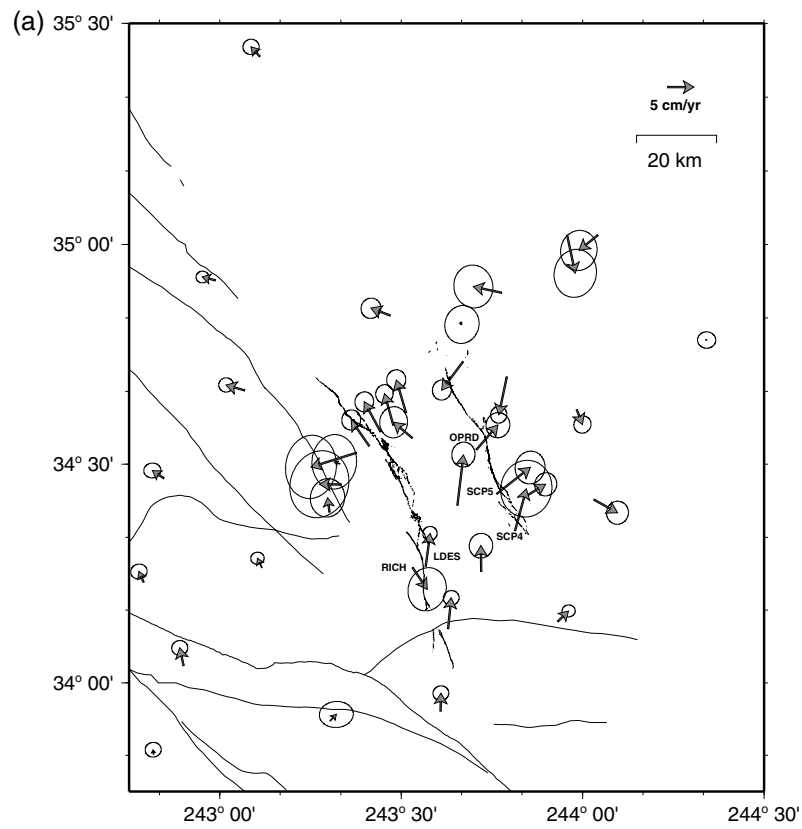 (a)
35° 30'
5 cm/yr
20 km
35° 00'
OPRD
34° 30'
SCP5
SCP4
LDES
RICH
34° 00'
243° 00' 243° 30' 244° 00' 244° 30'